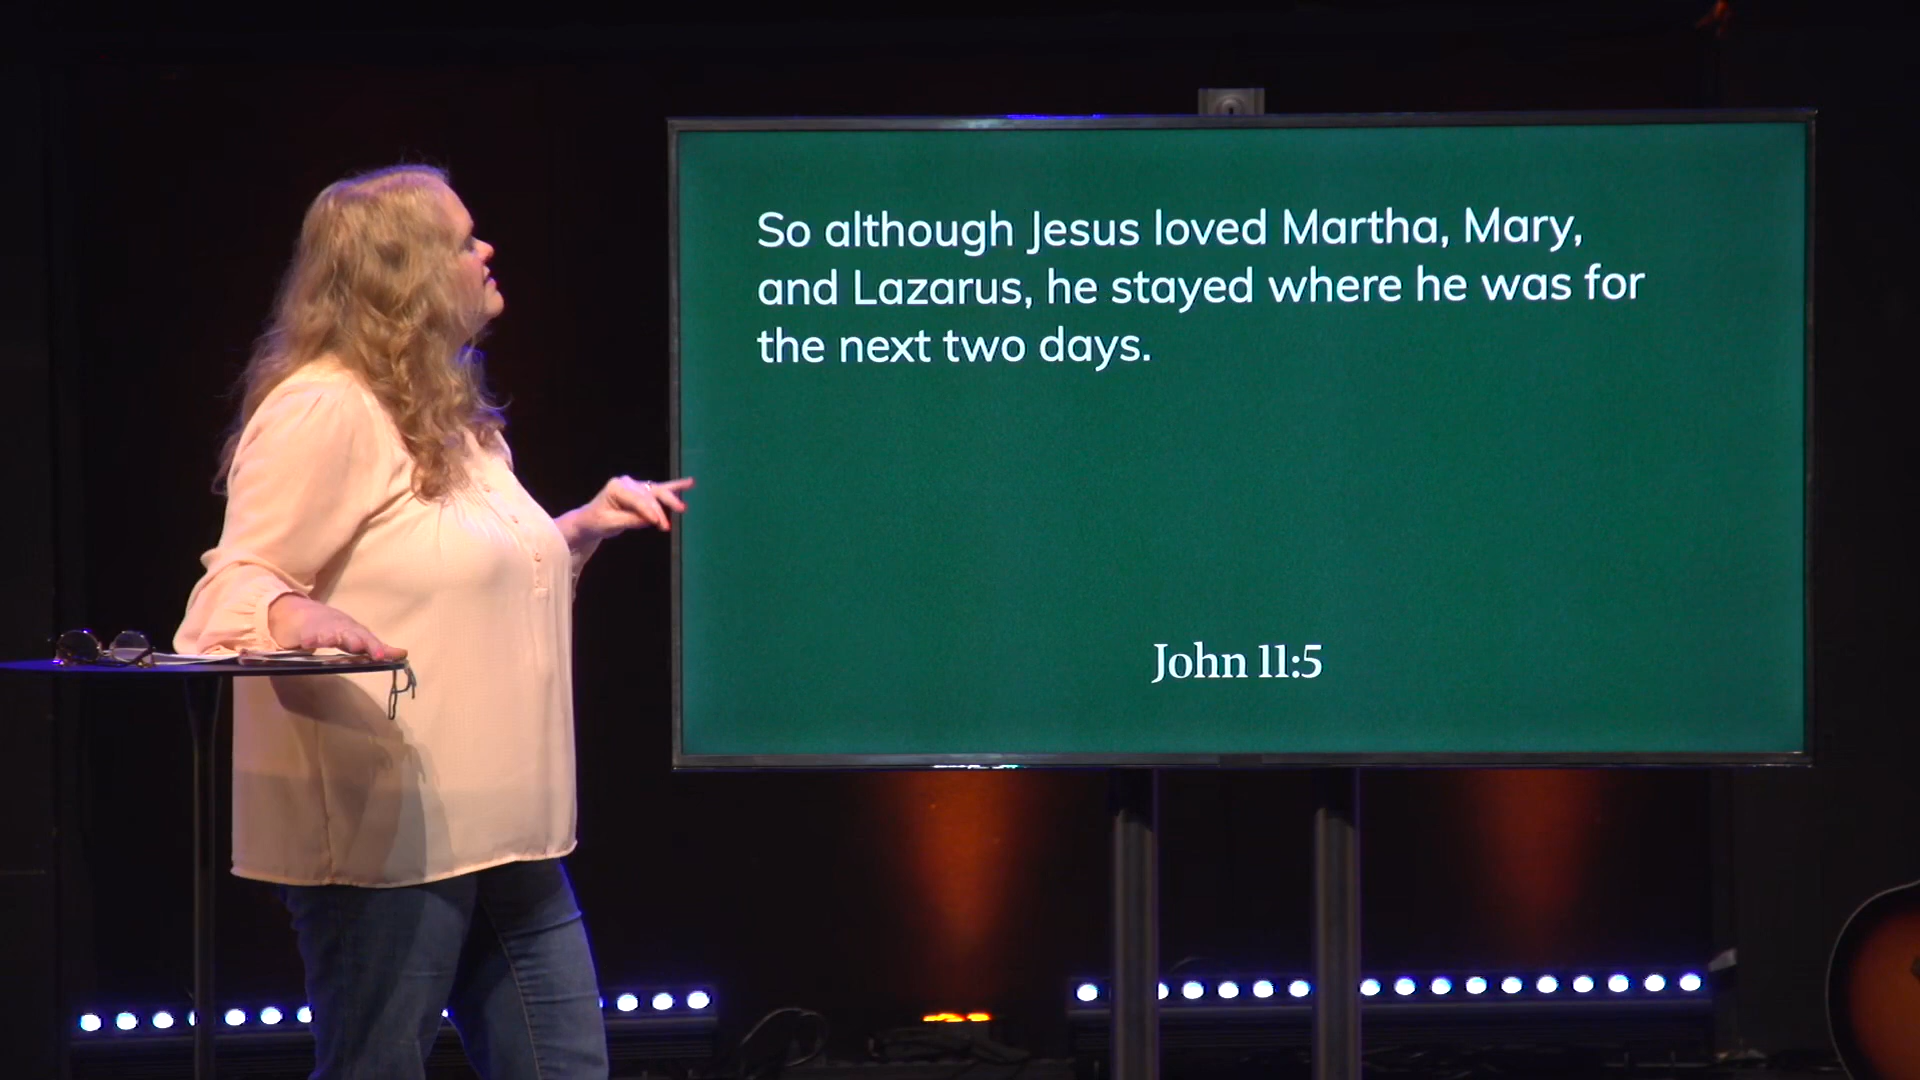 So although Jesus loved Martha, Mary,
and Lazarus, he stayed where he was for
the next two days.
John 11:5